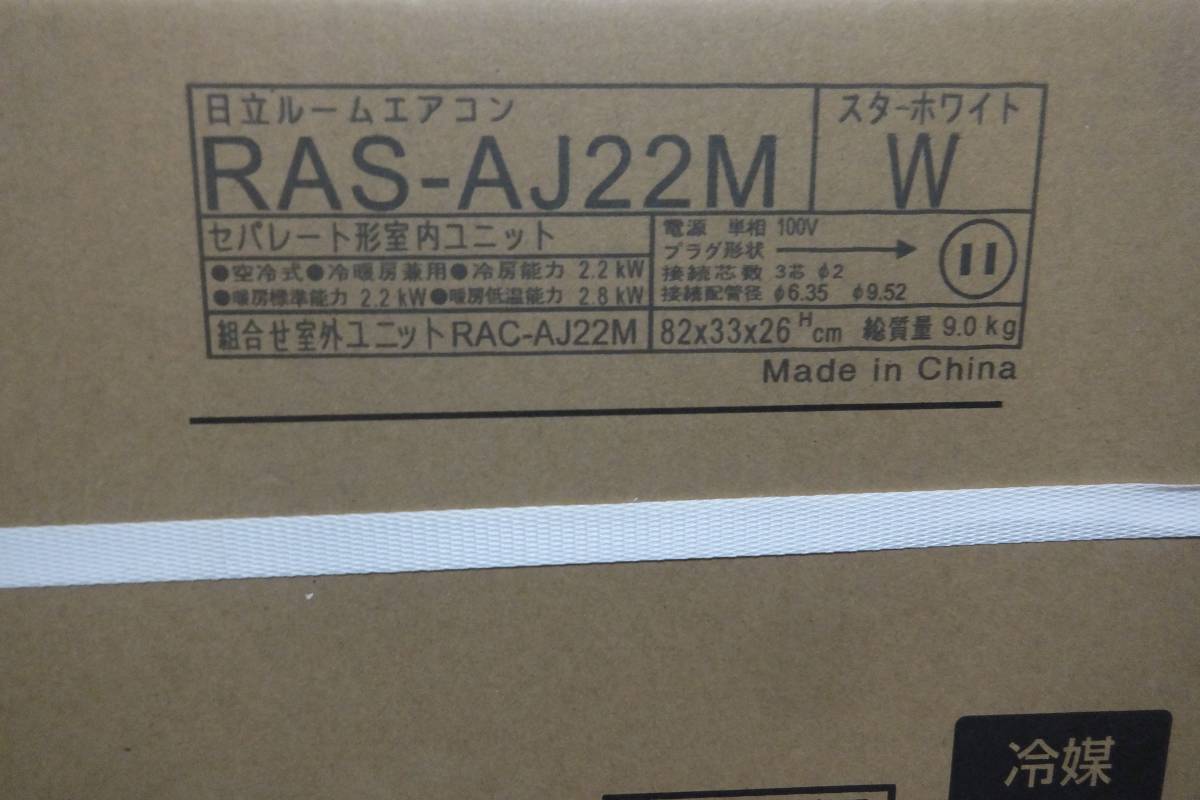 日立ルームエアコン
RAS-AJ22M
スターホワイト
W
セパレート形室内ユニット
●空冷式●冷暖房兼用●冷房能力 2.2 kW
●暖房標準能力 2.2 kW●暖房低温能力 2.8 kW
電源 単相 100V
プラグ形状
接続芯数 3芯 φ2
接続配管径 φ6.35 φ9.52
組合せ室外ユニットRAC-AJ22M
82x33x26ᴴcm 総質量 9.0 kg
Made in China
冷媒